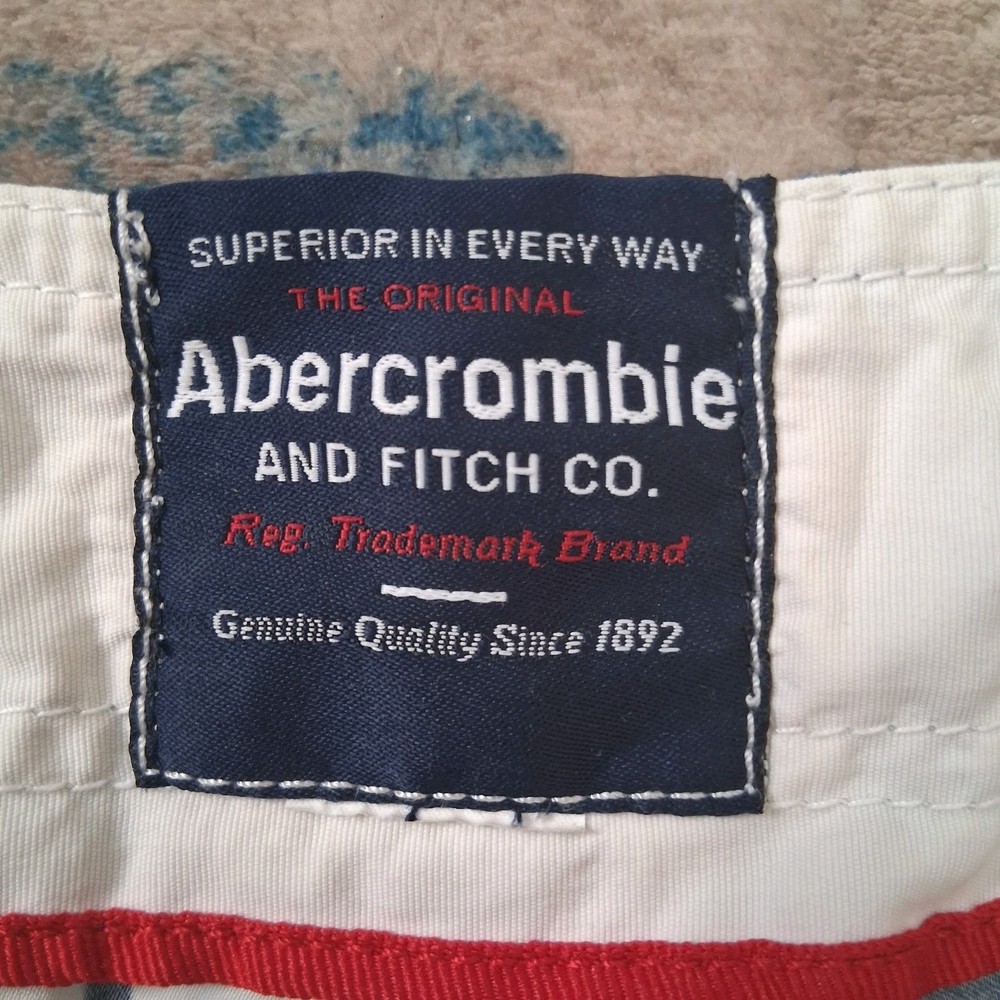 SUPERIOR IN EVERY WAY
THE ORIGINAL
Abercrombie
AND FITCH CO.
Reg. Trademark Brand
Genuine Quality Since 1892